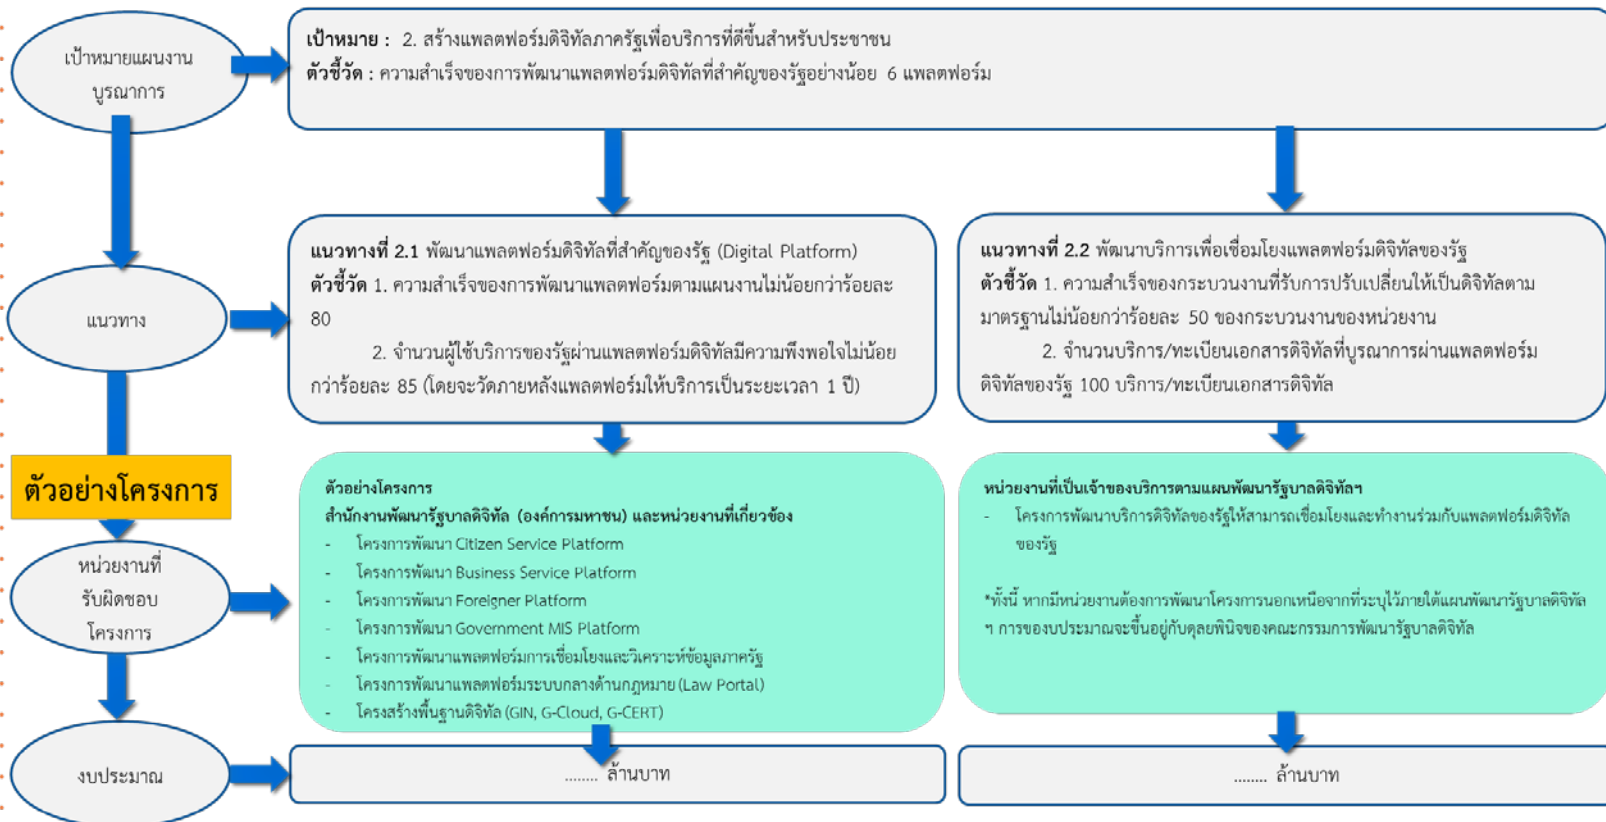 เป้าหมายแผนงาน
บูรณาการ
เป้าหมาย : 2. สร้างแพลตฟอร์มดิจิทัลภาครัฐเพื่อบริการที่ดีขึ้นสำหรับประชาชน
ตัวชี้วัด : ความสำเร็จของการพัฒนาแพลตฟอร์มดิจิทัลที่สำคัญของรัฐอย่างน้อย 6 แพลตฟอร์ม
แนวทาง
แนวทางที่ 2.1 พัฒนาแพลตฟอร์มดิจิทัลที่สำคัญของรัฐ (Digital Platform)
ตัวชี้วัด 1. ความสำเร็จของการพัฒนาแพลตฟอร์มตามแผนงานไม่น้อยกว่าร้อยละ
80
2. จำนวนผู้ใช้บริการของรัฐผ่านแพลตฟอร์มดิจิทัลมีความพึงพอใจไม่น้อย
กว่าร้อยละ 85 (โดยจะวัดภายหลังแพลตฟอร์มให้บริการเป็นระยะเวลา 1 ปี)
แนวทางที่ 2.2 พัฒนาบริการเพื่อเชื่อมโยงแพลตฟอร์มดิจิทัลของรัฐ
ตัวชี้วัด 1. ความสำเร็จของกระบวนงานที่รับการปรับเปลี่ยนให้เป็นดิจิทัลตาม
มาตรฐานไม่น้อยกว่าร้อยละ 50 ของกระบวนงานของหน่วยงาน
2. จำนวนบริการ/ทะเบียนเอกสารดิจิทัลที่บูรณาการผ่านแพลตฟอร์ม
ดิจิทัลของรัฐ 100 บริการ/ทะเบียนเอกสารดิจิทัล
ตัวอย่างโครงการ
หน่วยงานที่
รับผิดชอบ
โครงการ
ตัวอย่างโครงการ
สำนักงานพัฒนารัฐบาลดิจิทัล (องค์การมหาชน) และหน่วยงานที่เกี่ยวข้อง
- โครงการพัฒนา Citizen Service Platform
- โครงการพัฒนา Business Service Platform
- โครงการพัฒนา Foreigner Platform
- โครงการพัฒนา Government MIS Platform
- โครงการพัฒนาแพลตฟอร์มการเชื่อมโยงและวิเคราะห์ข้อมูลภาครัฐ
- โครงการพัฒนาแพลตฟอร์มระบบกลางด้านกฎหมาย (Law Portal)
- โครงสร้างพื้นฐานดิจิทัล (GIN, G-Cloud, G-CERT)
หน่วยงานที่เป็นเจ้าของบริการตามแผนพัฒนารัฐบาลดิจิทัลฯ
- โครงการพัฒนาบริการดิจิทัลของรัฐให้สามารถเชื่อมโยงและทำงานร่วมกับแพลตฟอร์มดิจิทัล
ของรัฐ
*ทั้งนี้ หากมีหน่วยงานต้องการพัฒนาโครงการนอกเหนือจากที่ระบุไว้ภายใต้แผนพัฒนารัฐบาลดิจิทัล
ฯ การของบประมาณจะขึ้นอยู่กับดุลยพินิจของคณะกรรมการพัฒนารัฐบาลดิจิทัล
งบประมาณ
........ ล้านบาท
........ ล้านบาท